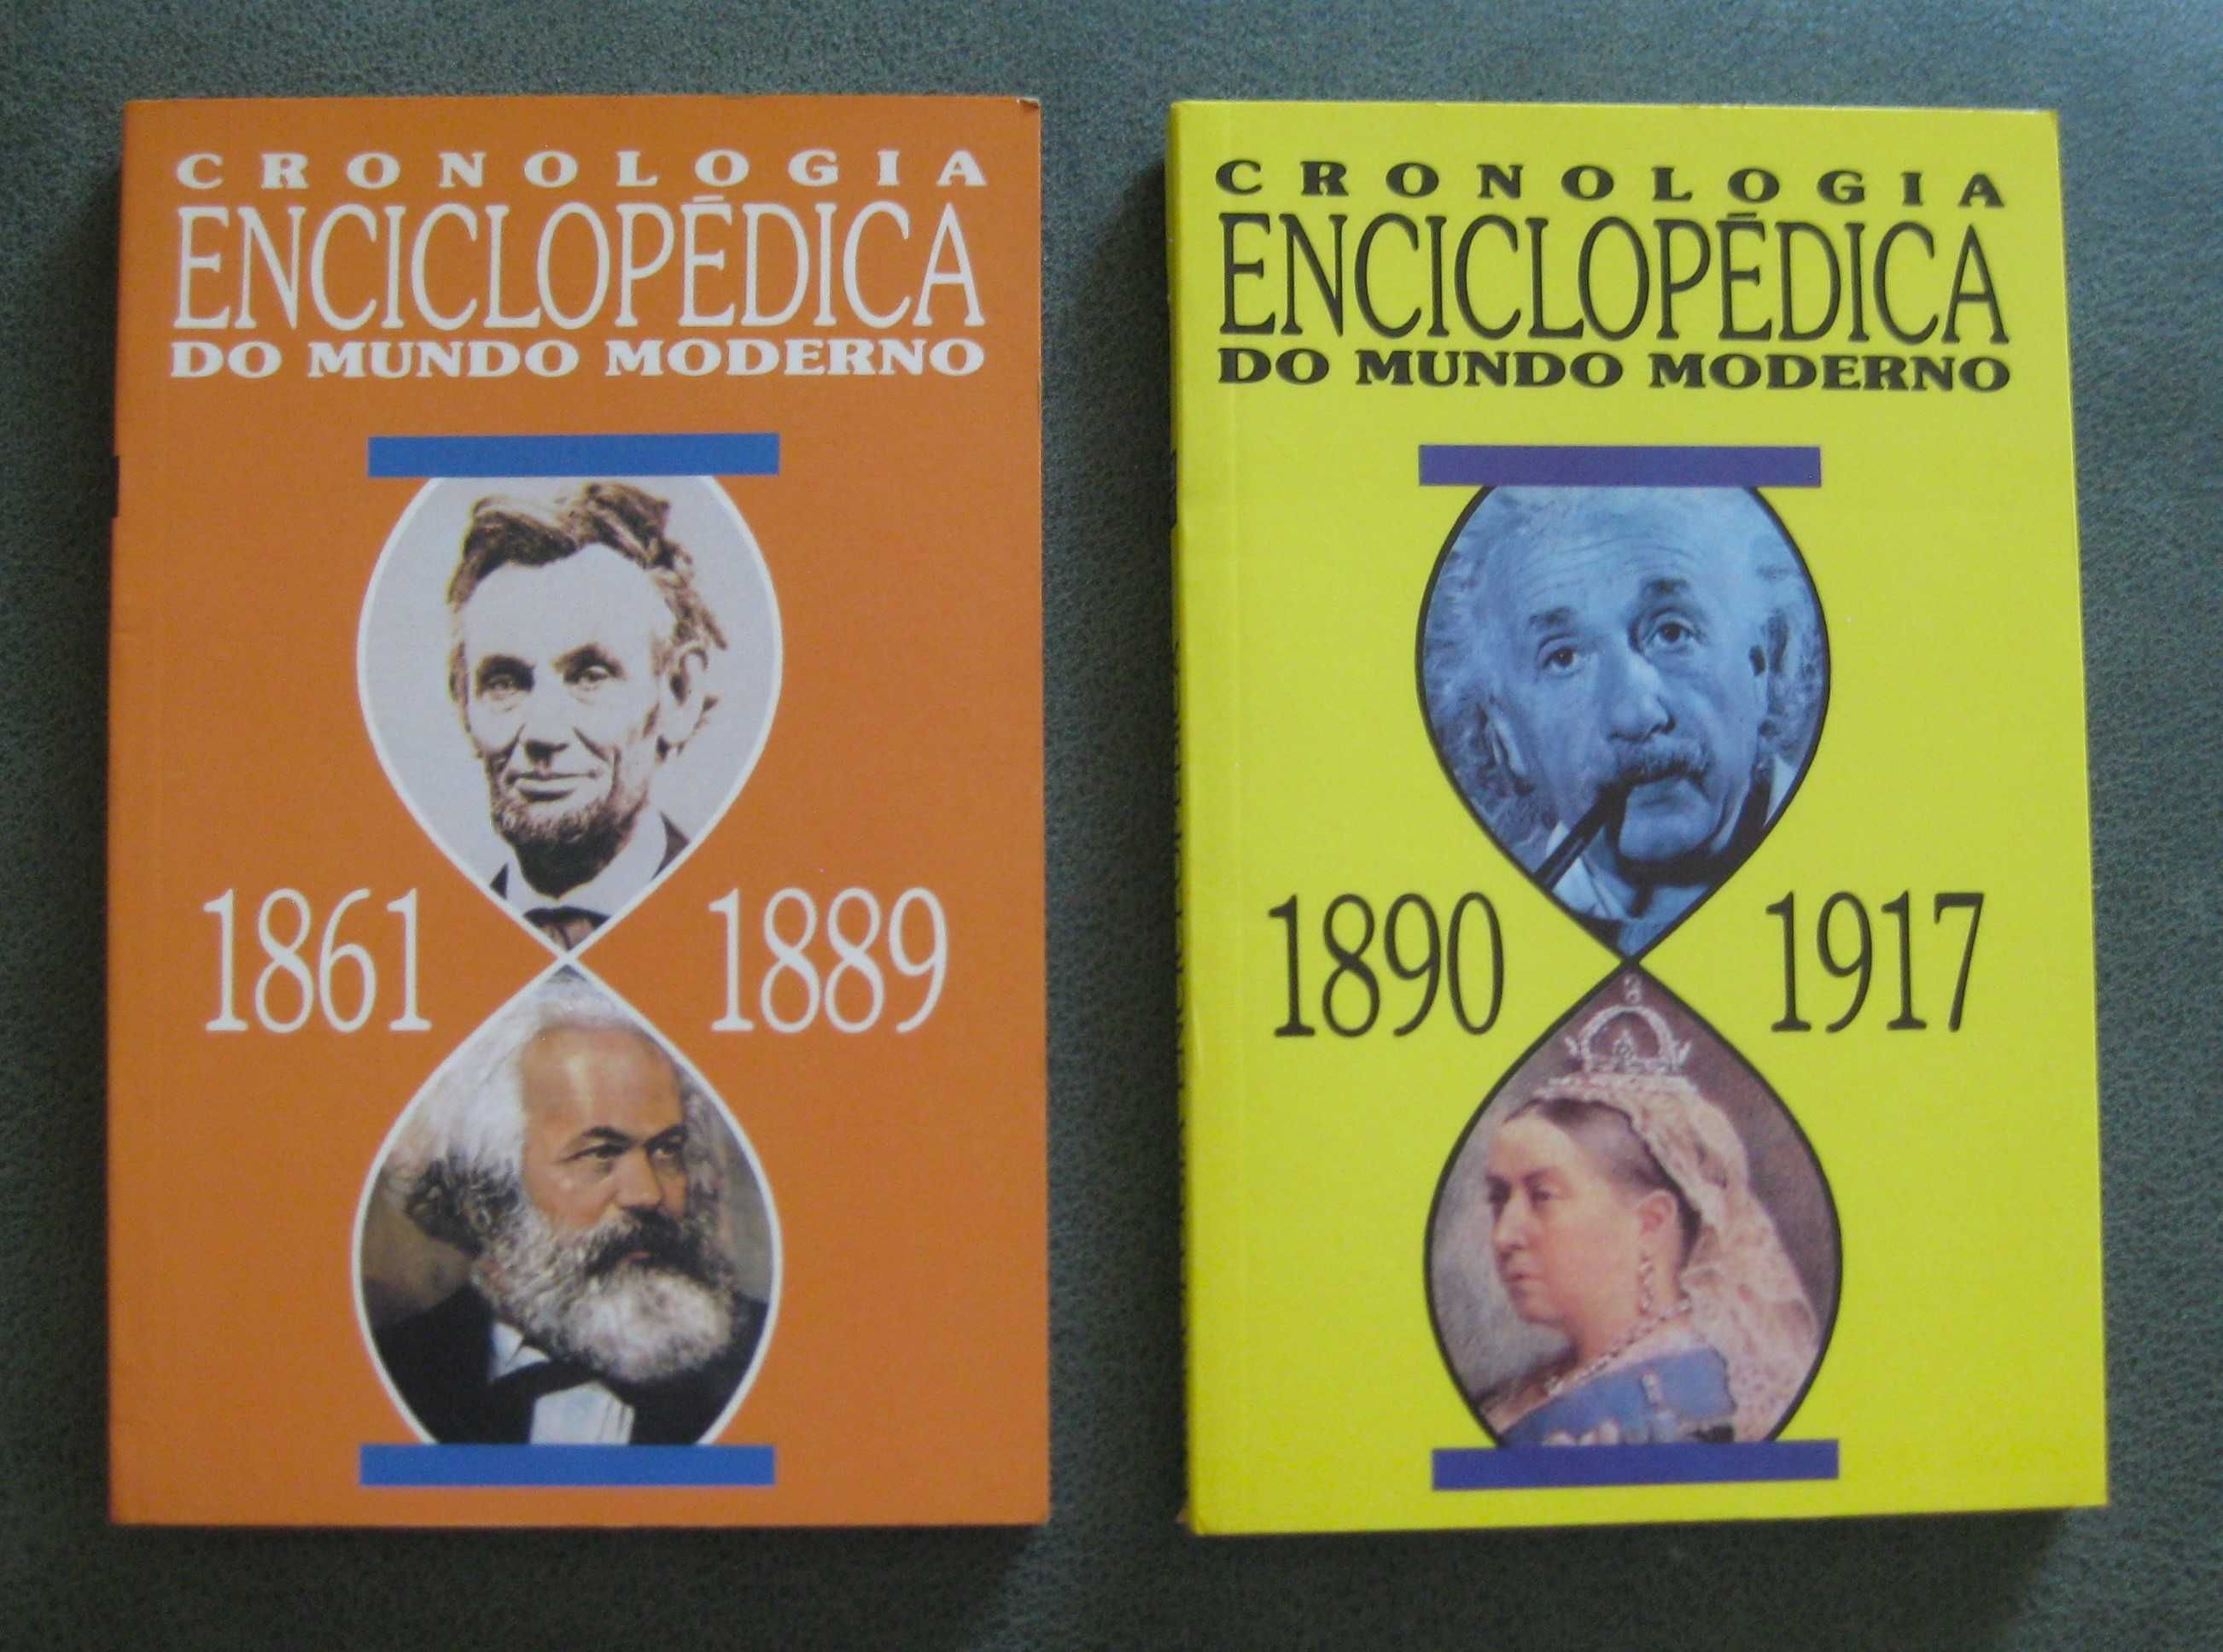 CRONOLOGIA
ENCICLOPÉDICA
DO MUNDO MODERNO
1861 1889
CRONOLOGIA
ENCICLOPÉDICA
DO MUNDO MODERNO
1890 1917